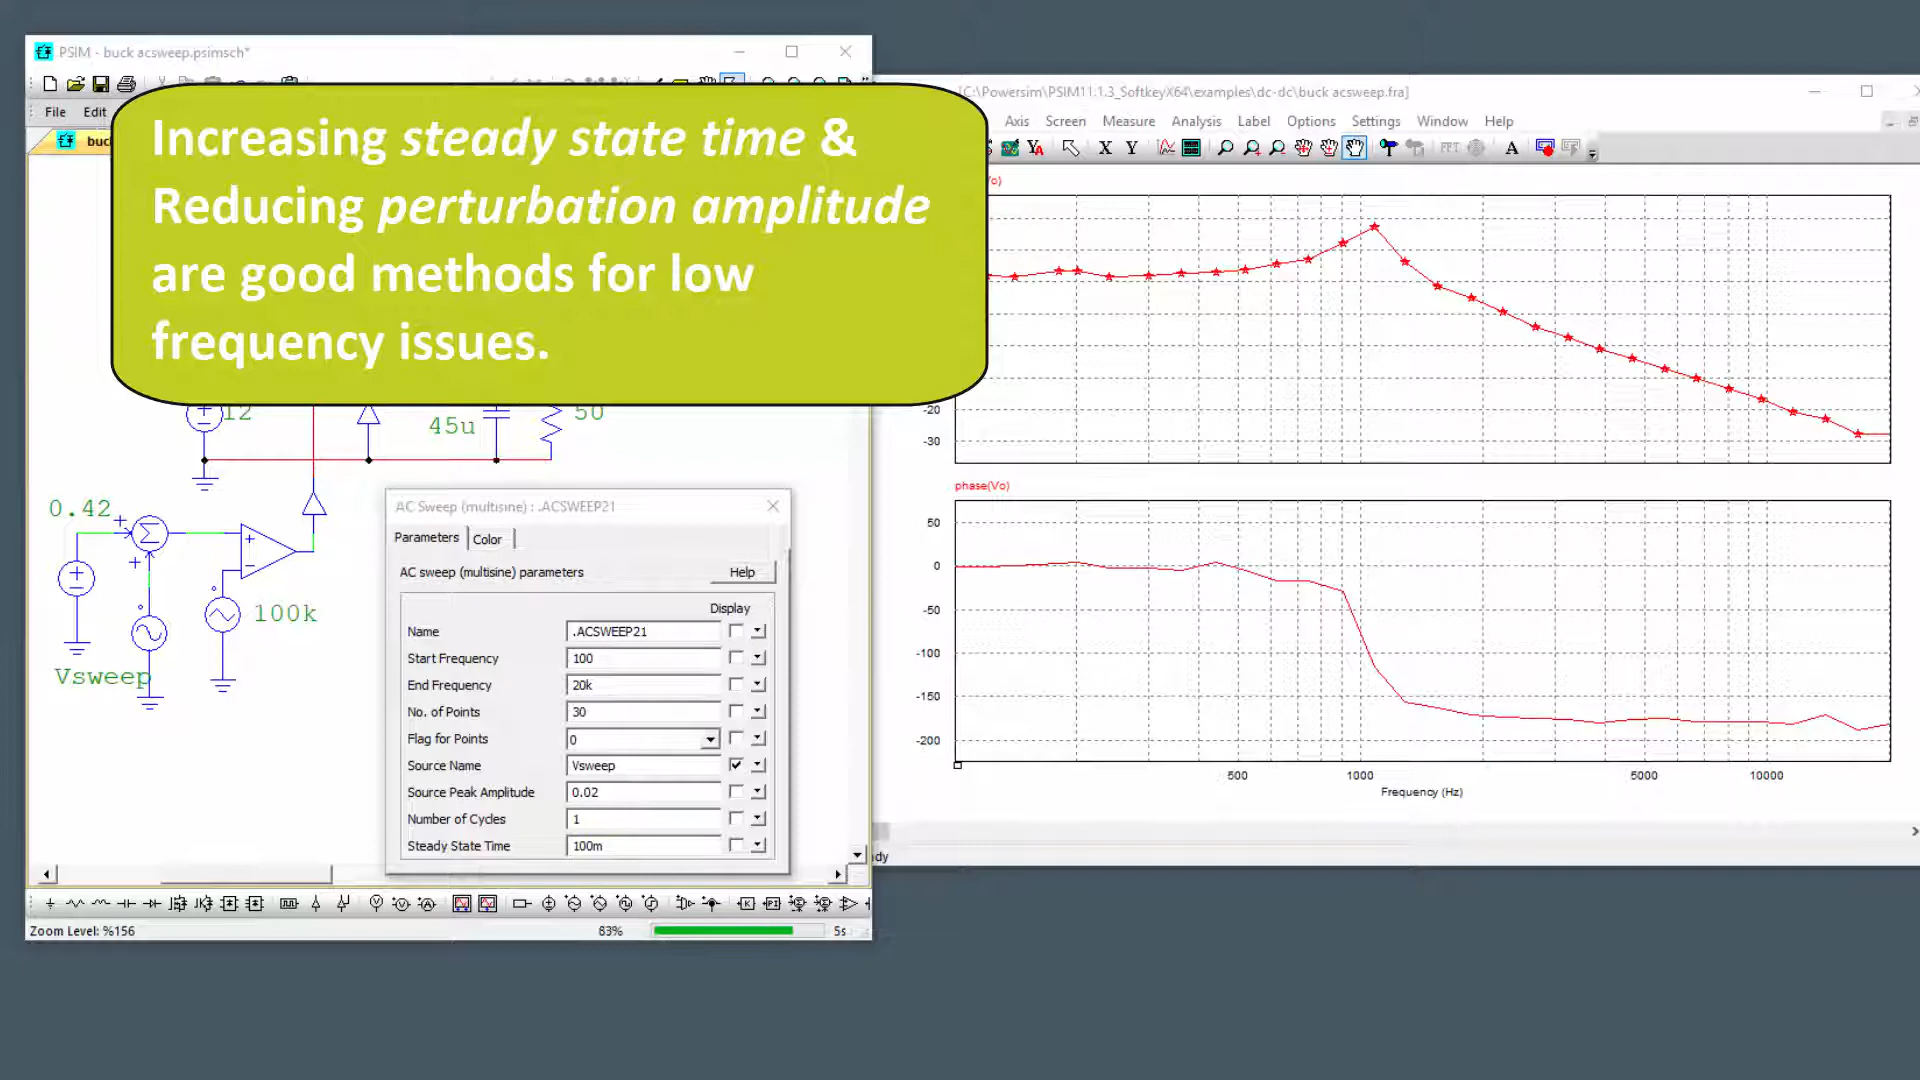 PSIM - buck acsweep.psimsch*
File Edit
Increasing steady state time &
Reducing perturbation amplitude
are good methods for low
frequency issues.
12
45u
50
0.42
100k
Vsweep
AC Sweep (multisine) : .ACSWEEP21
Parameters Color
AC sweep (multisine) parameters Help
Display
Name .ACSWEEP21
Start Frequency 100
End Frequency 20k
No. of Points 30
Flag for Points 0
Source Name Vsweep
Source Peak Amplitude 0.02
Number of Cycles 1
Steady State Time 100m
Zoom Level: %156 83% 5s
C:\Powersim\PSIM11.1.3_SoftkeyX64\examples\dc-dc\buck acsweep.fra]
Axis Screen Measure Analysis Label Options Settings Window Help
X Y FFT A
-20
-30
phase(Vo)
50
0
-50
-100
-150
-200
500 1000 5000 10000
Frequency (Hz)